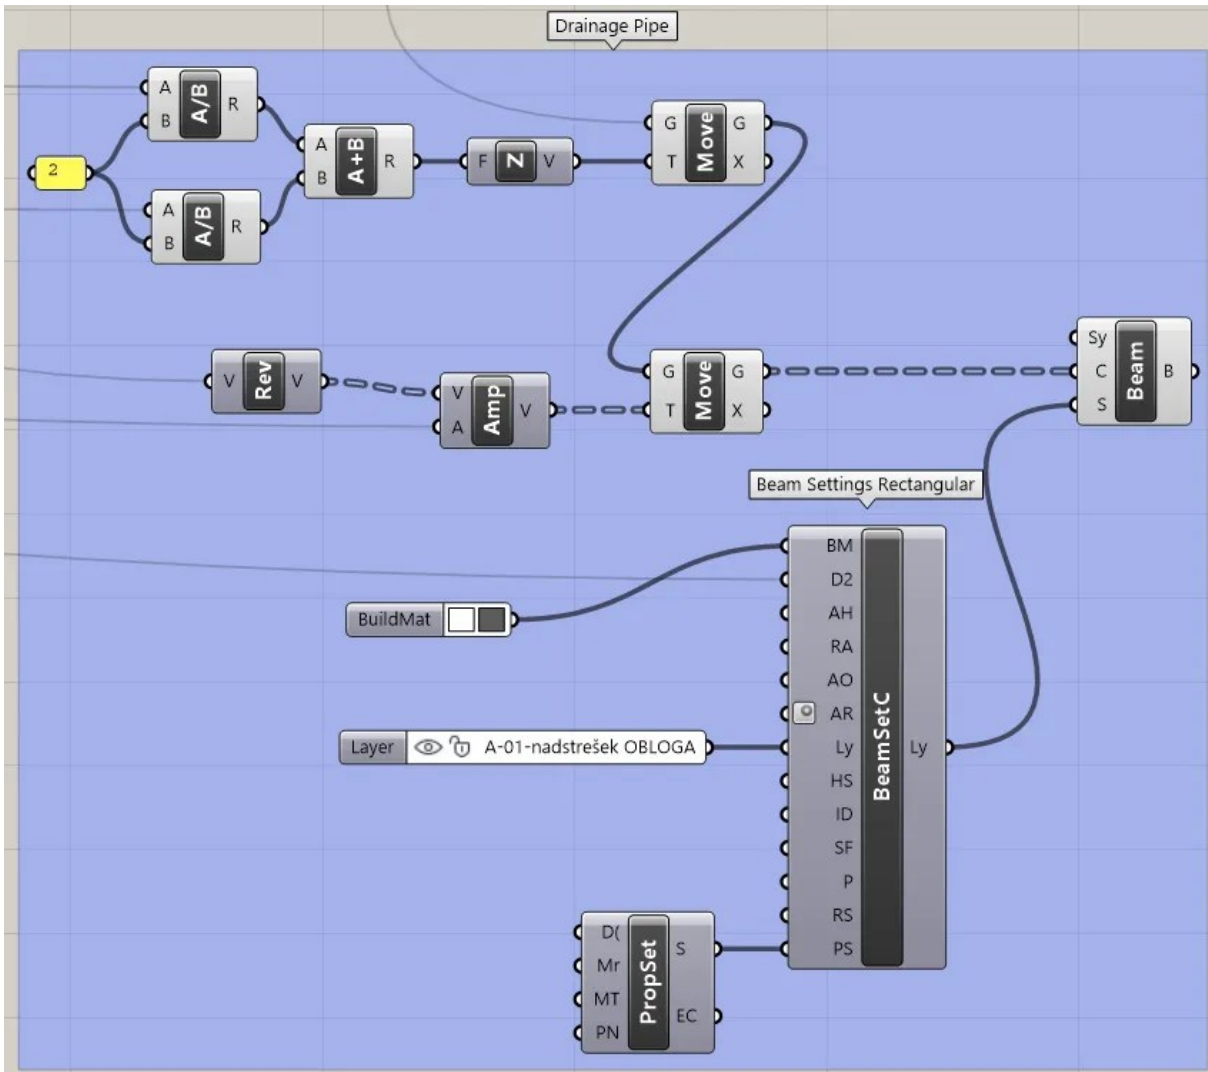 Drainage Pipe
A
B
A/B
R
2
A
B
A+B
R
F
Z
V
G
T
Move
G
X
A
B
A/B
R
V
Rev
V
V
A
Amp
V
G
T
Move
G
X
Sy
C
S
Beam
B
Beam Settings Rectangular
BM
D2
AH
RA
AO
AR
Ly
HS
ID
SF
P
RS
PS
BeamSetC
Ly
BuildMat
Layer
A-01-nadstrešek OBLOGA
D(
Mr
MT
PN
PropSet
S
EC